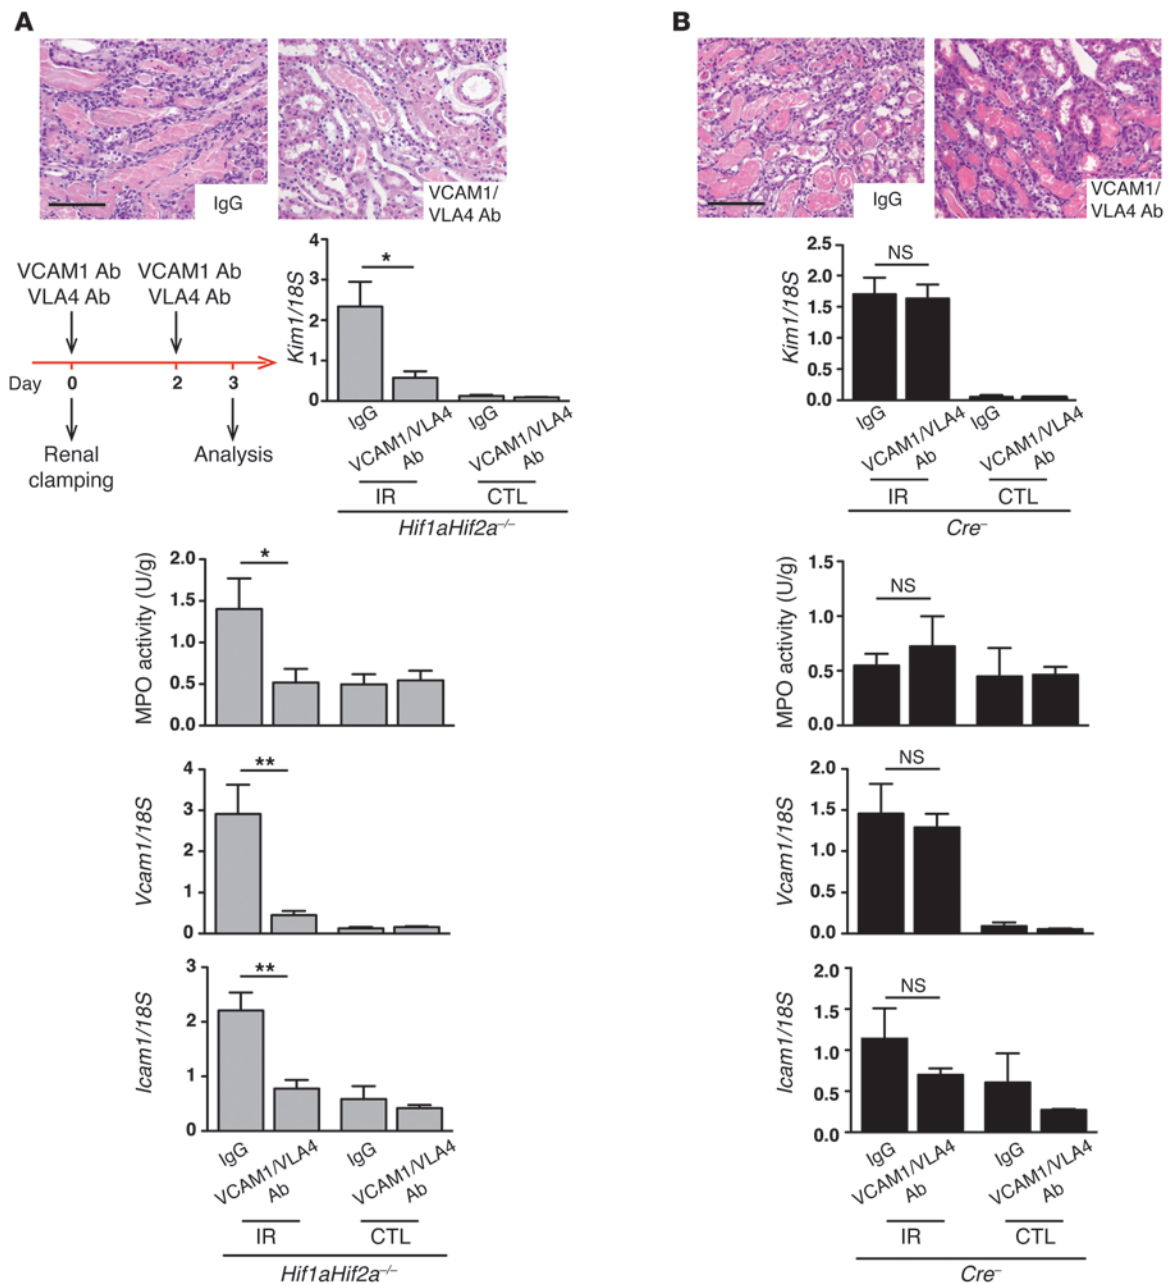 A
IgG
VCAM1/
VLA4 Ab
VCAM1 Ab
VLA4 Ab
VCAM1 Ab
VLA4 Ab
Day
0
2
3
Renal
clamping
Analysis
Kim1/18S
4
3
2
1
0
*
IgG
VCAM1/VLA4
Ab
IgG
VCAM1/VLA4
Ab
IR
CTL
Hif1aHif2a–/–
MPO activity (U/g)
2.0
1.5
1.0
0.5
0.0
*
Vcam1/18S
4
3
2
1
0
**
Icam1/18S
3
2
1
0
**
IgG
VCAM1/VLA4
Ab
IgG
VCAM1/VLA4
Ab
IR
CTL
Hif1aHif2a–/–
B
IgG
VCAM1/
VLA4 Ab
Kim1/18S
2.5
2.0
1.5
1.0
0.5
0.0
NS
IgG
VCAM1/VLA4
Ab
IgG
VCAM1/VLA4
Ab
IR
CTL
Cre–
MPO activity (U/g)
1.5
1.0
0.5
0.0
NS
Vcam1/18S
2.0
1.5
1.0
0.5
0.0
NS
Icam1/18S
2.0
1.5
1.0
0.5
0.0
NS
IgG
VCAM1/VLA4
Ab
IgG
VCAM1/VLA4
Ab
IR
CTL
Cre–